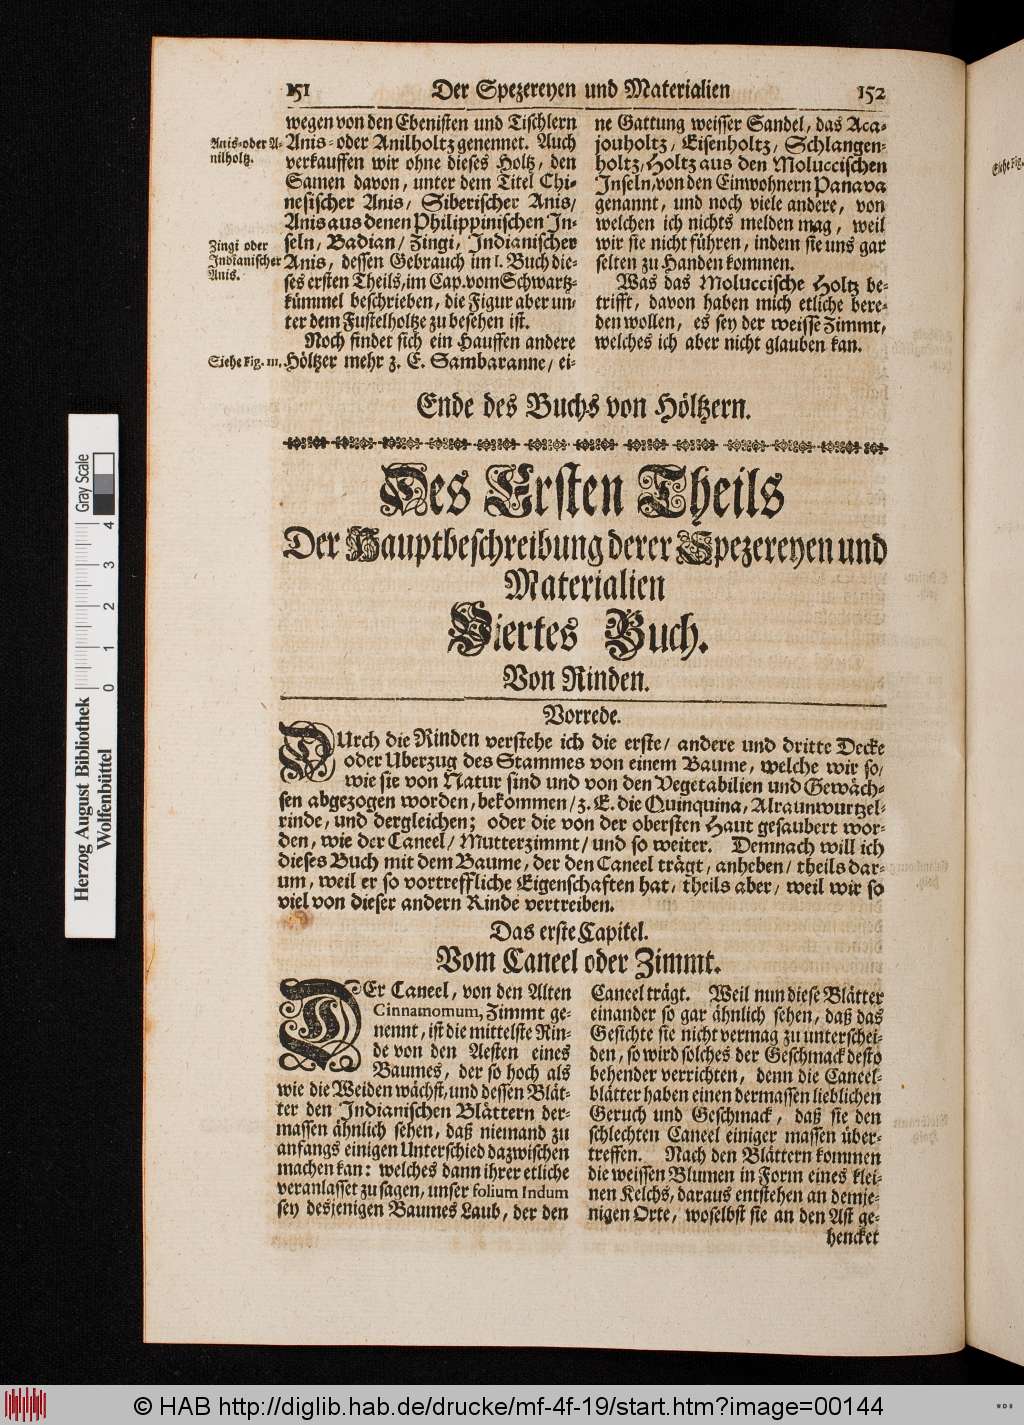 151
Der Spezereyen und Materialien
152
wegen von den Ebenisten und Tischlern
Anis-oder A-
nilholtz.
Anis- oder Anilholtz genennet. Auch
verkauffen wir ohne dieses Holtz, den
Samen davon, unter dem Titel Chi-
nesischer Anis, Siberischer Anis/
Anis aus denen Philippinischen In-
Zingi oder
Indianischer
Anis.
seln/ Badian/ Zingi, Indianischer
Anis, dessen Gebrauch im I. Buch die-
ses ersten Theils, im Cap. vom Schwartz-
kümmel beschrieben, die Figur aber un-
ter dem Fustelholtze zu besehen ist.
Noch findet sich ein Hauffen andere
Siehe Fig. III.
Höltzer mehr z. E. Sambaranne/ ei-
ne Gattung weisser Sandel, das Aca-
jouholtz/ Eisenholtz/ Schlangen-
holtz, Holtz aus den Moluccischen
Inseln, von den Einwohnern Panava
genannt, und noch viele andere, von
welchen ich nichts melden mag, weil
wir sie nicht führen, indem sie uns gar
selten zu Handen kommen.
Was das Moluccische Holtz be-
trifft, davon haben mich etliche bere-
den wollen, es sey der weisse Zimmt,
welches ich aber nicht glauben kan.
Ende des Buchs von Höltzern.
Des Ersten Theils
Der Hauptbeschreibung derer Spezereyen und
Materialien
Viertes Buch.
Von Rinden.
Vorrede.
DUrch die Rinden verstehe ich die erste/ andere und dritte Decke
oder Uberzug des Stammes von einem Baume, welche wir so/
wie sie von Natur sind und von den Vegetabilien und Gewäch-
sen abgezogen worden, bekommen/ z. E. die Quinquina, Alraunwurtzel-
rinde, und dergleichen; oder die von der obersten Haut gesaubert wor-
den, wie der Caneel/ Mutterzimmt/ und so weiter. Demnach will ich
dieses Buch mit dem Baume, der den Caneel trägt, anheben/ theils dar-
um, weil er so vortreffliche Eigenschaften hat, theils aber, weil wir so
viel von dieser andern Rinde vertreiben.
Das erste Capitel.
Vom Caneel oder Zimmt.
DEr Caneel, von den Alten
Cinnamomum, Zimmt ge-
nennt, ist die mittelste Rin-
de von den Aesten eines
Baumes, der so hoch als
wie die Weiden wächst, und dessen Blät-
ter den Indianischen Blättern der-
massen ähnlich sehen, daß niemand zu
anfangs einigen Unterschied dazwischen
machen kan: welches dann ihrer etliche
veranlasset zu sagen, unser folium Indum
sey desjenigen Baumes Laub, der den
Caneel trägt. Weil nun diese Blätter
einander so gar ähnlich sehen, daß das
Gesichte sie nicht vermag zu unterschei-
den, so wird solches der Geschmack desto
behender verrichten, denn die Caneel-
blätter haben einen dermassen lieblichen
Geruch und Geschmack, daß sie den
schlechten Caneel einiger massen über-
treffen. Nach den Blättern kommen
die weissen Blumen in Form eines klei-
nen Kelchs, daraus entstehen an demje-
nigen Orte, woselbst sie an den Ast ge-
hencket
Siehe Fig.
Herzog August Bibliothek
Wolfenbüttel
0 1 2 3 4
Gray Scale
© HAB http://diglib.hab.de/drucke/mf-4f-19/start.htm?image=00144